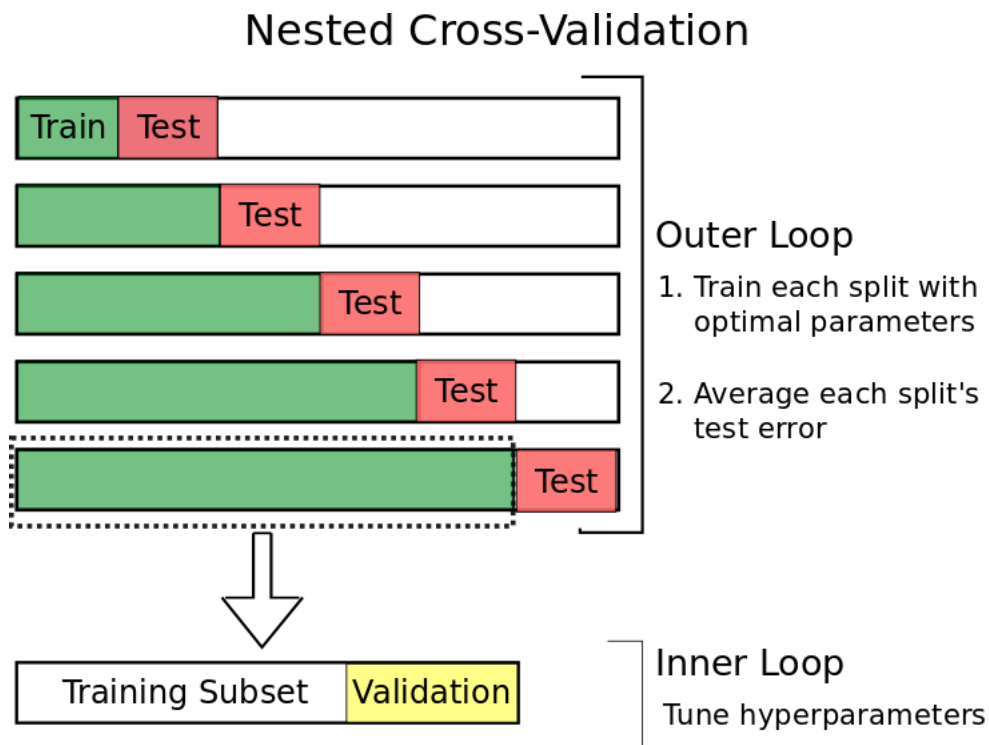 Nested Cross-Validation
Train Test
Test
Test
Test
Test
Outer Loop
1. Train each split with
optimal parameters
2. Average each split's
test error
Training Subset Validation
Inner Loop
Tune hyperparameters